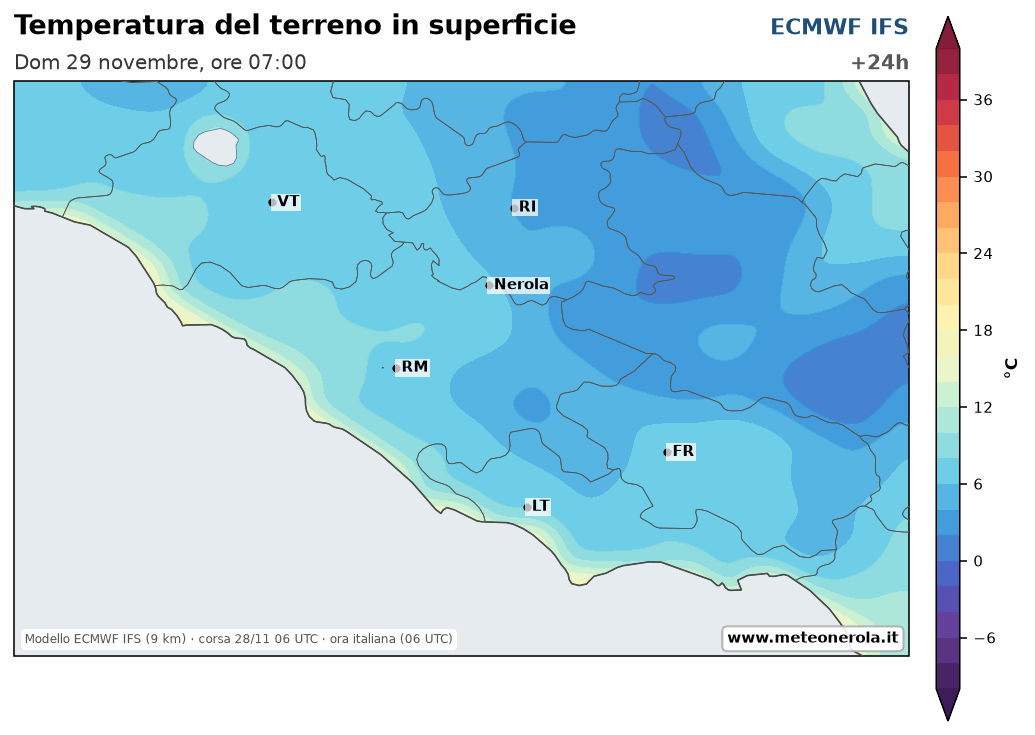 Temperatura del terreno in superficie
ECMWF IFS
Dom 29 novembre, ore 07:00
+24h
VT
RI
Nerola
RM
FR
LT
36
30
24
18
12
6
0
−6
°C
Modello ECMWF IFS (9 km) · corsa 28/11 06 UTC · ora italiana (06 UTC)
www.meteonerola.it